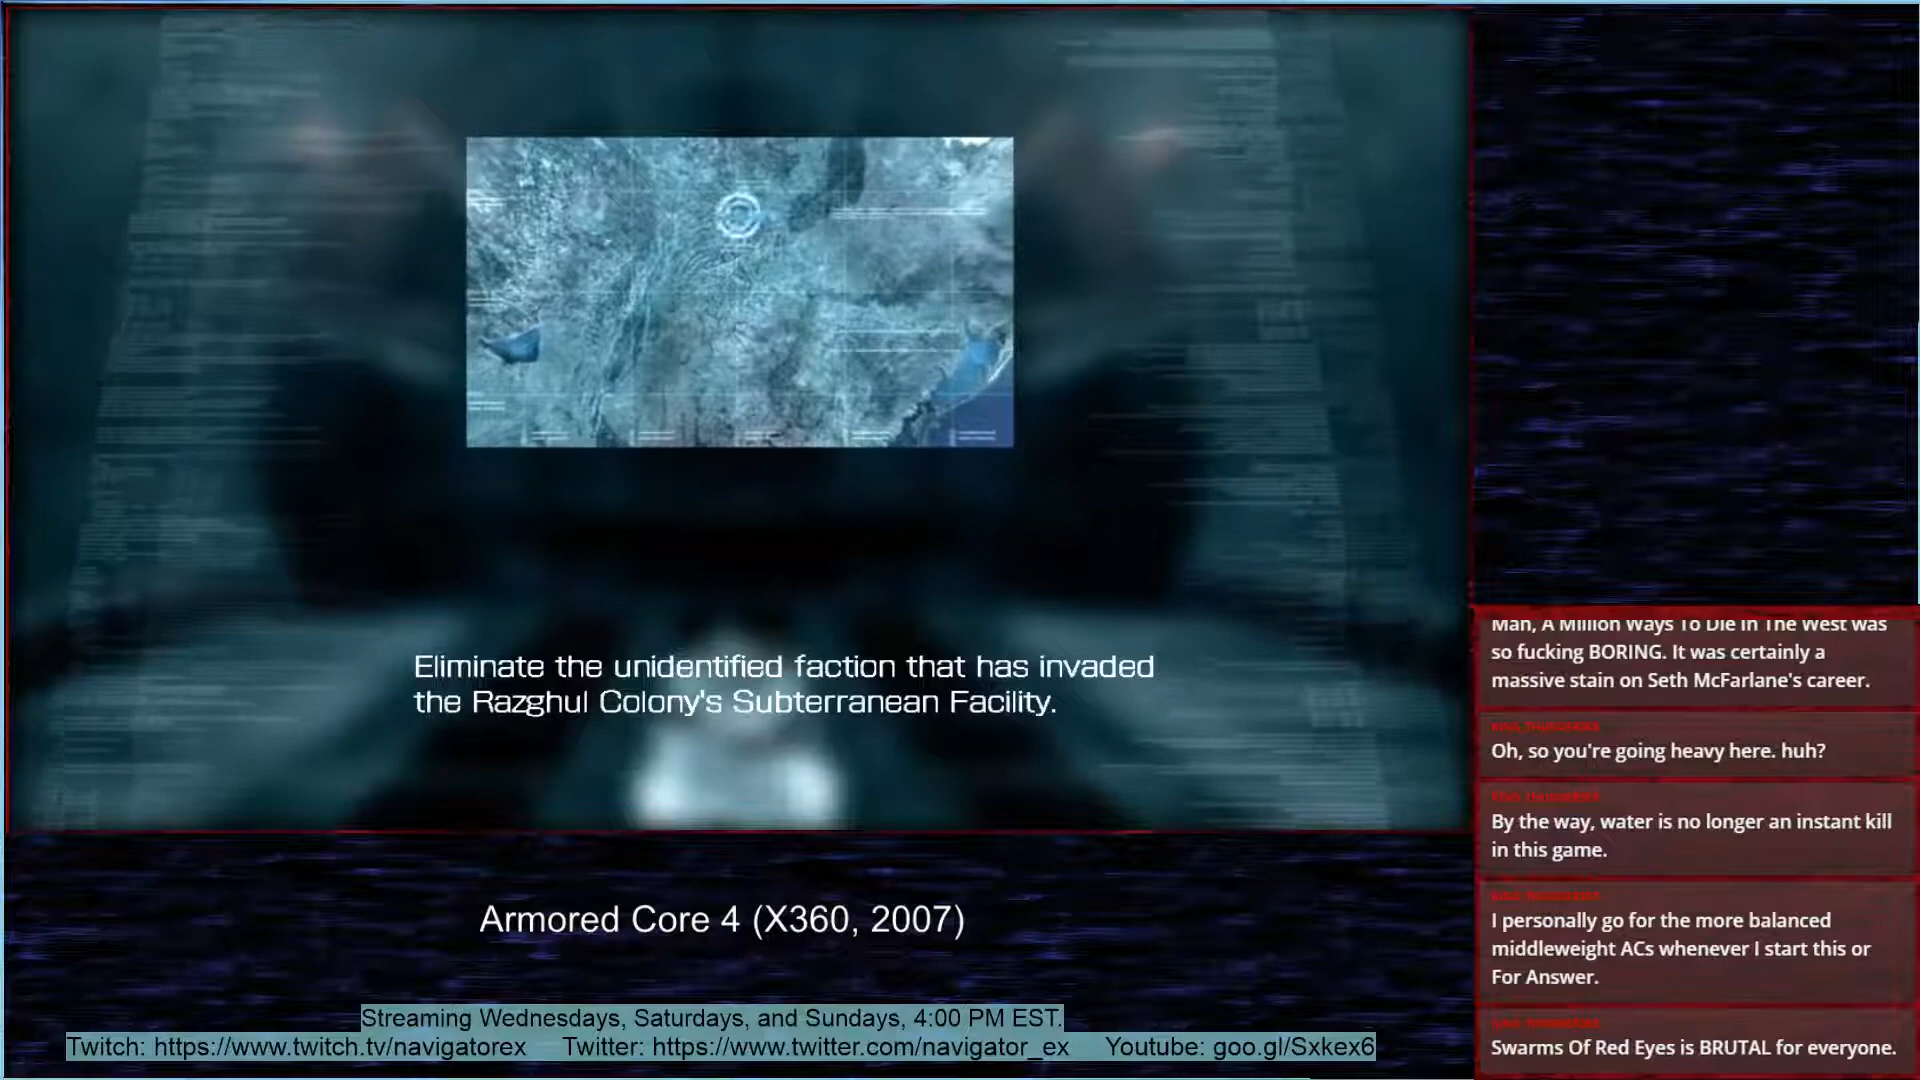 Eliminate the unidentified faction that has invaded
the Razghul Colony's Subterranean Facility.
Man, A Million Ways To Die In The West was
so fucking BORING. It was certainly a
massive stain on Seth McFarlane's career.
Oh, so you're going heavy here. huh?
By the way, water is no longer an instant kill
in this game.
I personally go for the more balanced
middleweight ACs whenever I start this or
For Answer.
Swarms Of Red Eyes is BRUTAL for everyone.
Armored Core 4 (X360, 2007)
Streaming Wednesdays, Saturdays, and Sundays, 4:00 PM EST.
Twitch: https://www.twitch.tv/navigatorex Twitter: https://www.twitter.com/navigator_ex Youtube: goo.gl/Sxkex6